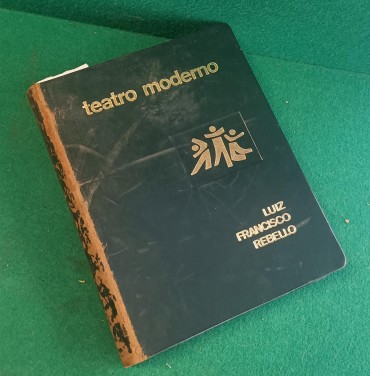 teatro moderno
LUIZ
FRANCISCO
REBELLO